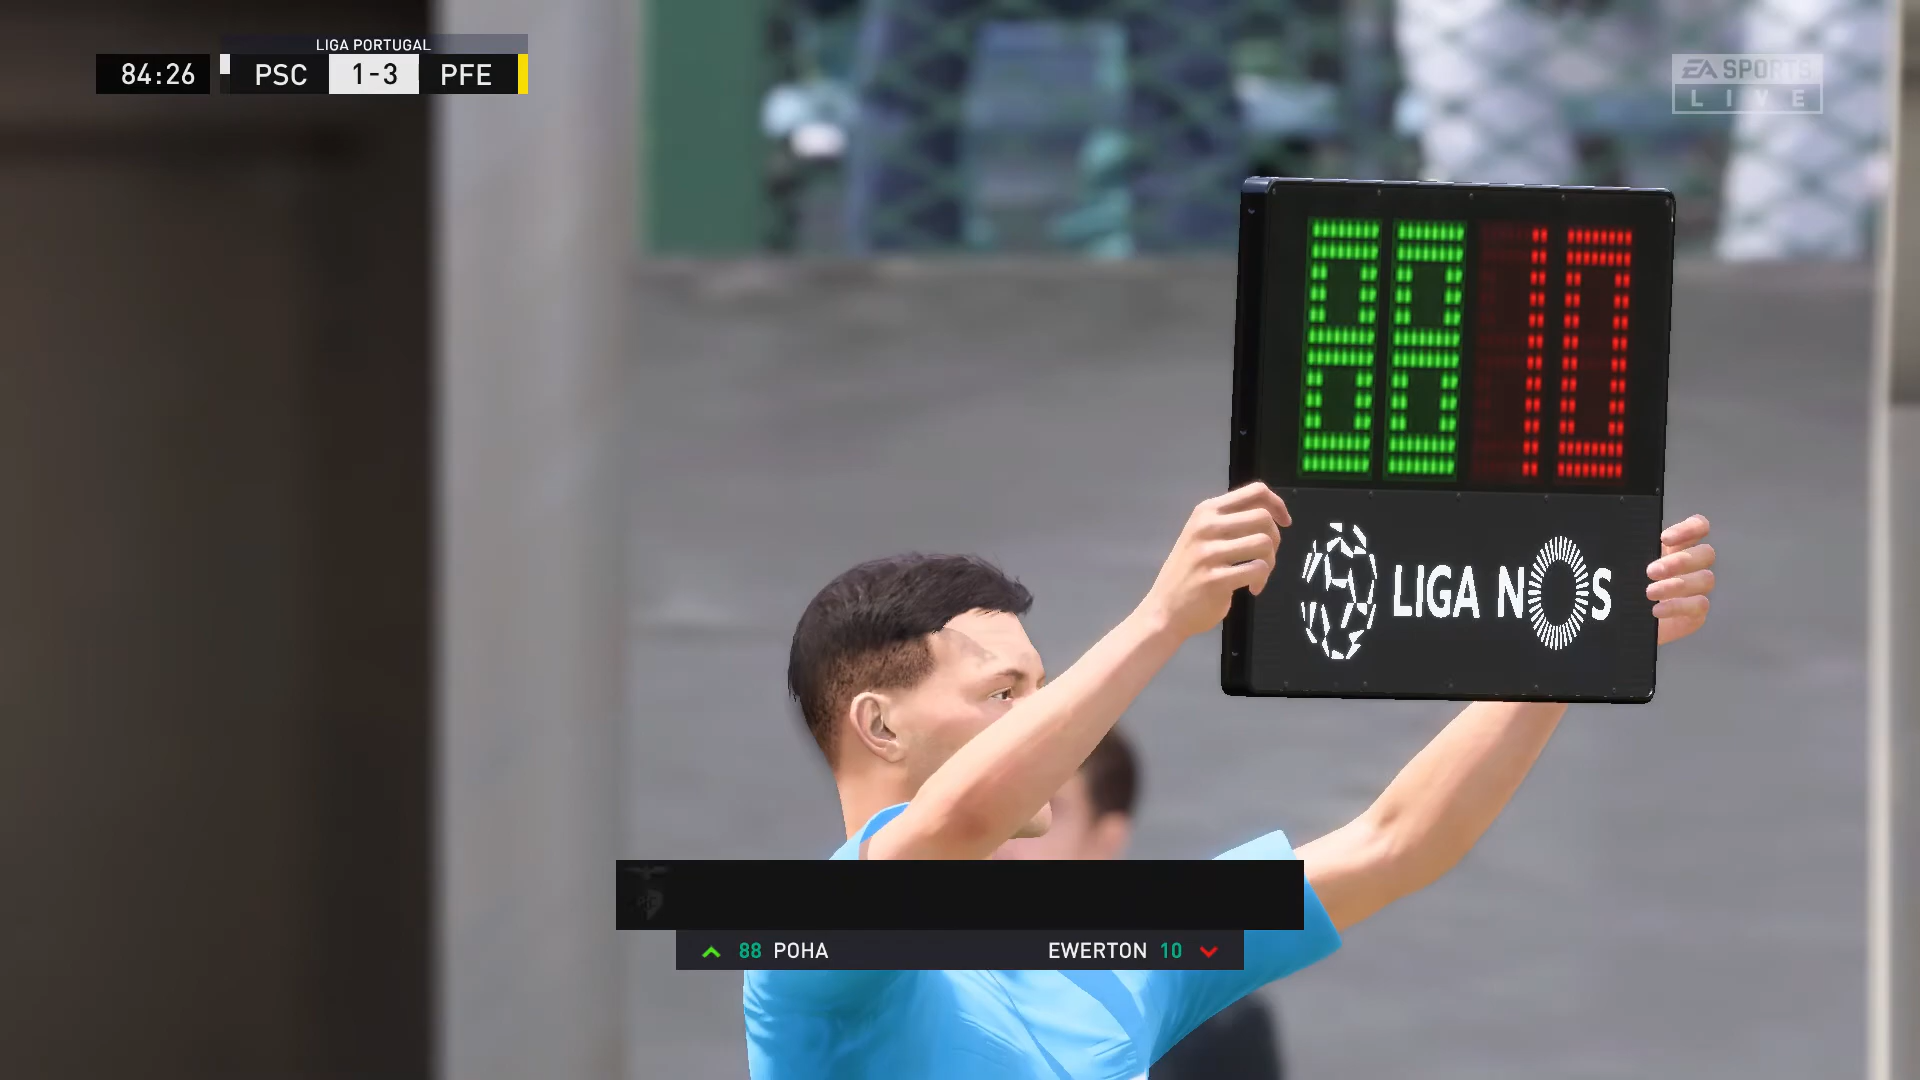 LIGA PORTUGAL
84:26 PSC 1-3 PFE
EA SPORTS
LIVE
88 10
LIGA NOS
88 POHA EWERTON 10